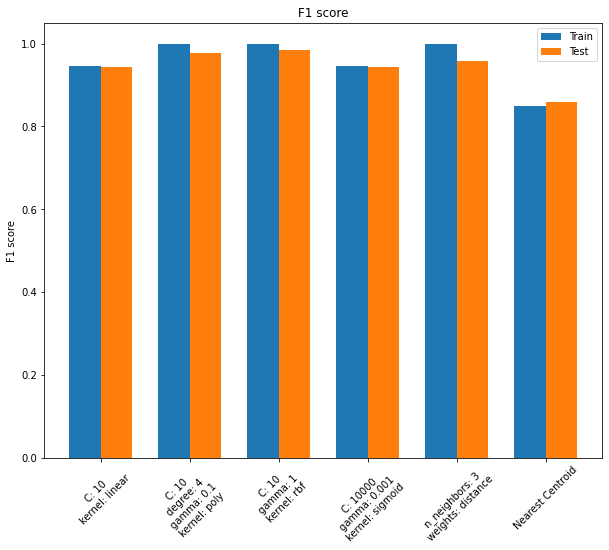 F1 score
Train
Test
F1 score
1.0
0.8
0.6
0.4
0.2
0.0
C: 10
kernel: linear
C: 10
degree: 4
gamma: 0.1
kernel: poly
C: 10
gamma: 1
kernel: rbf
C: 10000
gamma: 0.001
kernel: sigmoid
n_neighbors: 3
weights: distance
Nearest Centroid